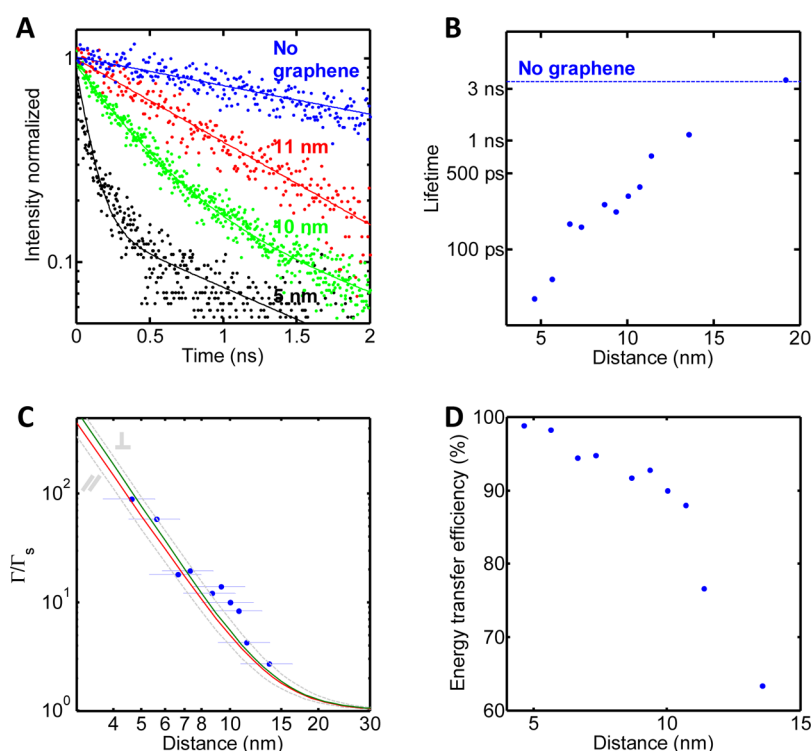 A
Intensity normalized
1
0.1
No
graphene
11 nm
10 nm
5 nm
0
0.5
1
1.5
2
Time (ns)
B
Lifetime
No graphene
3 ns
1 ns
500 ps
100 ps
5
10
15
20
Distance (nm)
C
Γ/Γs
10²
10¹
10⁰
⊥
//
4
5
6
7
8
10
15
20
30
Distance (nm)
D
Energy transfer efficiency (%)
100
90
80
70
60
5
10
15
Distance (nm)